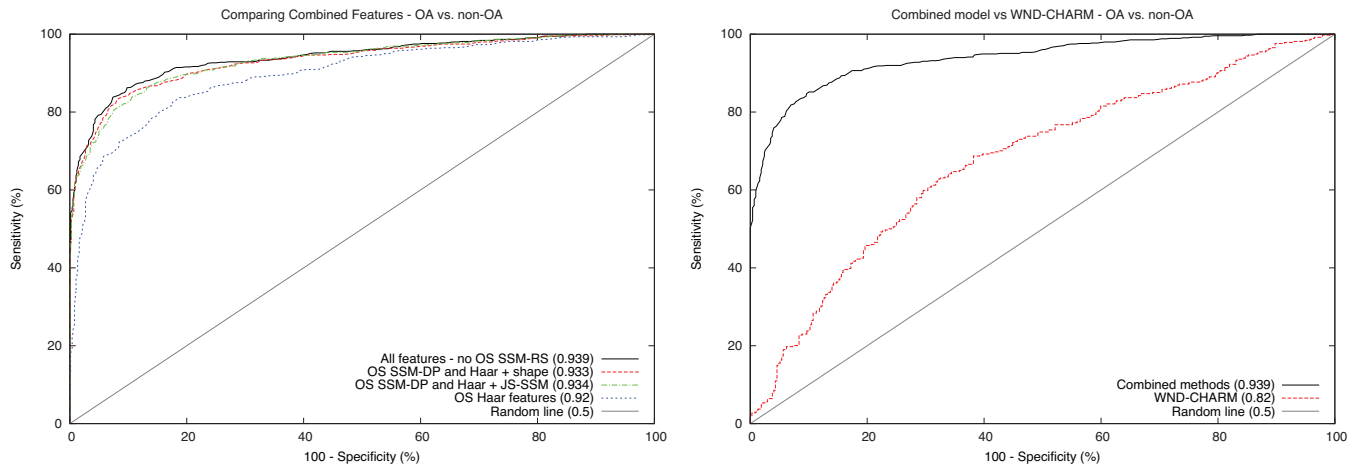 Comparing Combined Features - OA vs. non-OA
100
80
60
40
20
0
Sensitivity (%)
All features - no OS SSM-RS (0.939)
OS SSM-DP and Haar + shape (0.933)
OS SSM-DP and Haar + JS-SSM (0.934)
OS Haar features (0.92)
Random line (0.5)
0 20 40 60 80 100
100 - Specificity (%)
Combined model vs WND-CHARM - OA vs. non-OA
100
80
60
40
20
0
Sensitivity (%)
Combined methods (0.939)
WND-CHARM (0.82)
Random line (0.5)
0 20 40 60 80 100
100 - Specificity (%)